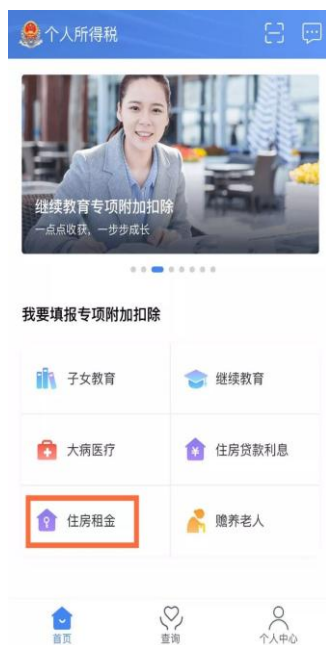 个人所得税
继续教育专项附加扣除
一点点收获，一步步成长
我要填报专项附加扣除
子女教育
继续教育
大病医疗
住房贷款利息
住房租金
赡养老人
首页
查询
个人中心